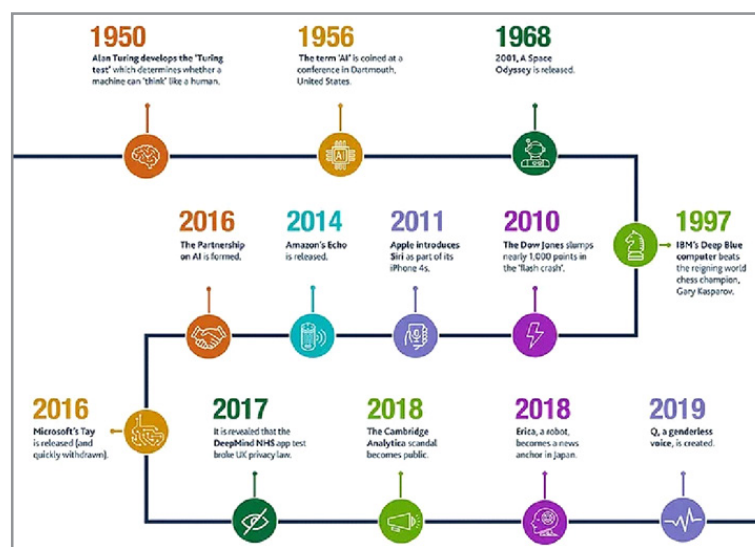 1950
Alan Turing develops the 'Turing
test' which determines whether a
machine can 'think' like a human.
1956
The term 'AI' is coined at a
conference in Dartmouth,
United States.
AI
1968
2001, A Space
Odyssey is released.
1997
IBM's Deep Blue
computer beats
the reigning world
chess champion,
Gary Kasparov.
2010
The Dow Jones slumps
nearly 1,000 points in
the 'flash crash'.
2011
Apple introduces
Siri as part of its
iPhone 4s.
2014
Amazon's Echo
is released.
2016
The Partnership
on AI is formed.
2016
Microsoft's Tay
is released (and
quickly withdrawn).
2017
It is revealed that the
DeepMind NHS app test
broke UK privacy law.
2018
The Cambridge
Analytica scandal
becomes public.
2018
Erica, a robot,
becomes a news
anchor in Japan.
2019
Q, a genderless
voice, is created.